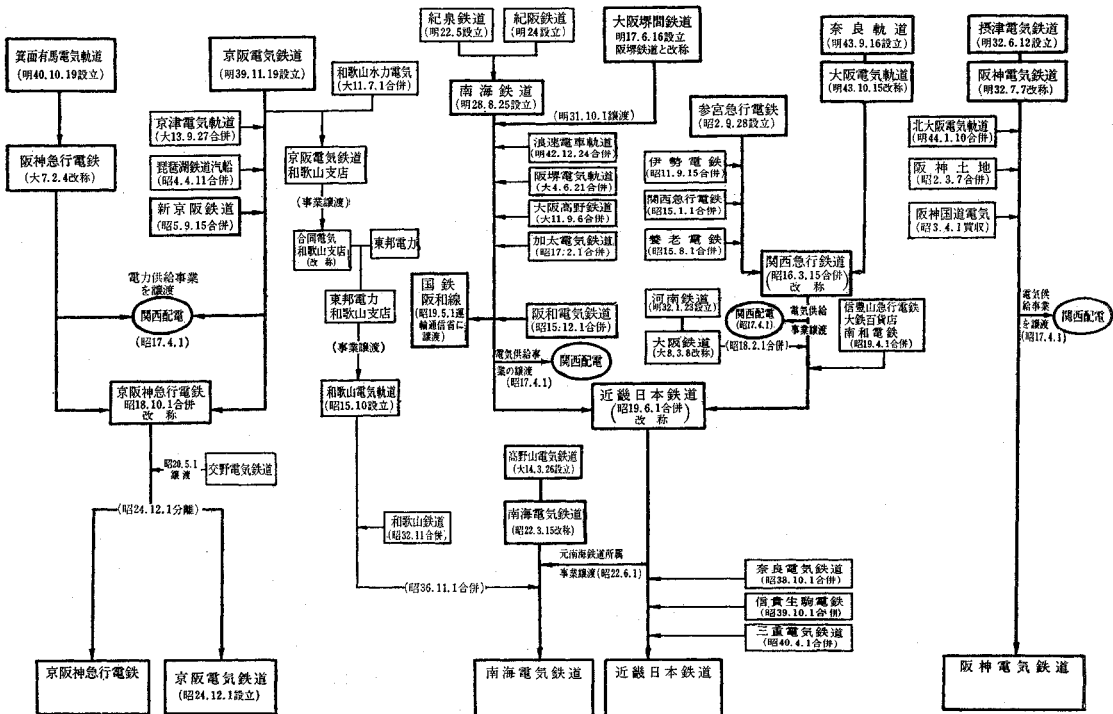 箕面有馬電気軌道
(明40.10.19設立)
阪神急行電鉄
(大7.2.4改称)
京阪電気鉄道
(明39.11.19設立)
京津電気軌道
(大13.9.27合併)
琵琶湖鉄道汽船
(昭4.4.11合併)
新京阪鉄道
(昭5.9.15合併)
電力供給事業
を譲渡
関西配電
(昭17.4.1)
京阪神急行電鉄
昭18.10.1合併
改称
昭20.5.1
譲渡
交野電気鉄道
(昭24.12.1分離)
京阪神急行電鉄
京阪電気鉄道
(昭24.12.1設立)
和歌山水力電気
(大11.7.1合併)
京阪電気鉄道
和歌山支店
(事業譲渡)
合同電気
和歌山支店
(改称)
東邦電力
東邦電力
和歌山支店
(事業譲渡)
和歌山電気軌道
(昭15.10設立)
和歌山鉄道
(昭32.11合併)
(昭36.11.1合併)
紀泉鉄道
(明22.5設立)
紀阪鉄道
(明24設立)
大阪堺間鉄道
明17.6.16設立
阪堺鉄道と改称
南海鉄道
(明28.8.25設立)
(明31.10.1譲渡)
浪速電車軌道
(明42.12.24合併)
阪堺電気軌道
(大4.6.21合併)
大阪高野鉄道
(大11.9.6合併)
加太電気鉄道
(昭17.2.1合併)
国鉄
阪和線
(昭19.5.1運
輸通信省に
譲渡)
阪和電気鉄道
(昭15.12.1合併)
電気供給事
業の譲渡
(昭17.4.1)
関西配電
奈良軌道
(明43.9.16設立)
大阪電気軌道
(明43.10.15改称)
参宮急行電鉄
(昭2.9.28設立)
伊勢電鉄
(昭11.9.15合併)
関西急行電鉄
(昭15.1.1合併)
養老電鉄
(昭15.8.1合併)
関西急行鉄道
(昭16.3.15合併)
改称
河南鉄道
(明32.1.23設立)
大阪鉄道
(大8.3.8改称)
関西配電
(昭17.4.1)
電気供給
事業譲渡
(昭18.2.1合併)
信豊山急行電鉄
大鉄百貨店
南和電鉄
(昭19.4.1合併)
近畿日本鉄道
(昭19.6.1合併)
改称
高野山電気鉄道
(大14.3.26設立)
南海電気鉄道
(昭22.3.15改称)
元南海鉄道所属
事業譲渡(昭22.6.1)
奈良電気鉄道
(昭38.10.1合併)
信貴生駒電鉄
(昭39.10.1合併)
三重電気鉄道
(昭40.4.1合併)
南海電気鉄道
近畿日本鉄道
摂津電気鉄道
(明32.6.12設立)
阪神電気鉄道
(明32.7.7改称)
北大阪電気軌道
(明44.1.10合併)
阪神土地
(昭2.3.7合併)
阪神国道電気
(昭3.4.1買収)
電気供
給事業
を譲渡
(昭17.4.1)
関西配電
阪神電気鉄道